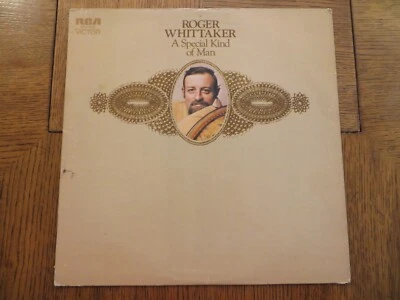 RCA
VICTOR
ROGER
WHITTAKER
A Special Kind
of Man